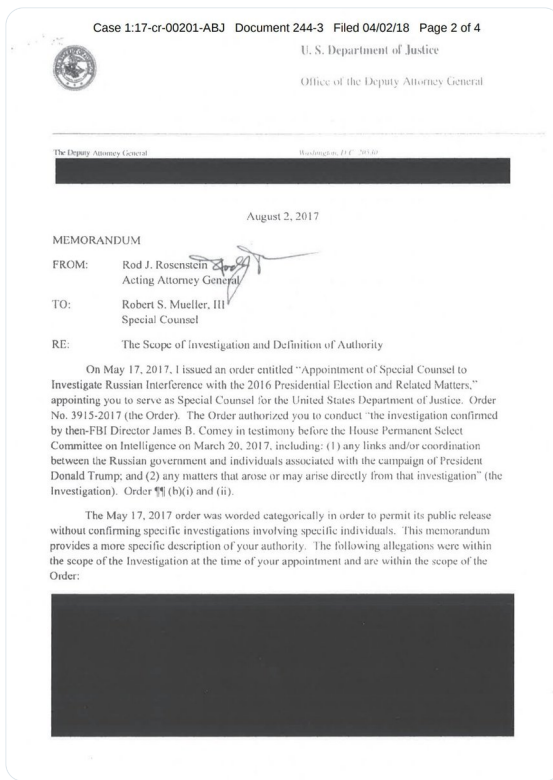 Case 1:17-cr-00201-ABJ Document 244-3 Filed 04/02/18 Page 2 of 4
U. S. Department of Justice
Office of the Deputy Attorney General
The Deputy Attorney General
Washington, D.C. 20530
August 2, 2017
MEMORANDUM
FROM: Rod J. Rosenstein
Acting Attorney General
TO: Robert S. Mueller, III
Special Counsel
RE: The Scope of Investigation and Definition of Authority
On May 17, 2017, I issued an order entitled “Appointment of Special Counsel to
Investigate Russian Interference with the 2016 Presidential Election and Related Matters,”
appointing you to serve as Special Counsel for the United States Department of Justice. Order
No. 3915-2017 (the Order). The Order authorized you to conduct “the investigation confirmed
by then-FBI Director James B. Comey in testimony before the House Permanent Select
Committee on Intelligence on March 20, 2017, including: (1) any links and/or coordination
between the Russian government and individuals associated with the campaign of President
Donald Trump; and (2) any matters that arose or may arise directly from that investigation” (the
Investigation). Order ¶¶ (b)(i) and (ii).
The May 17, 2017 order was worded categorically in order to permit its public release
without confirming specific investigations involving specific individuals. This memorandum
provides a more specific description of your authority. The following allegations were within
the scope of the Investigation at the time of your appointment and are within the scope of the
Order: